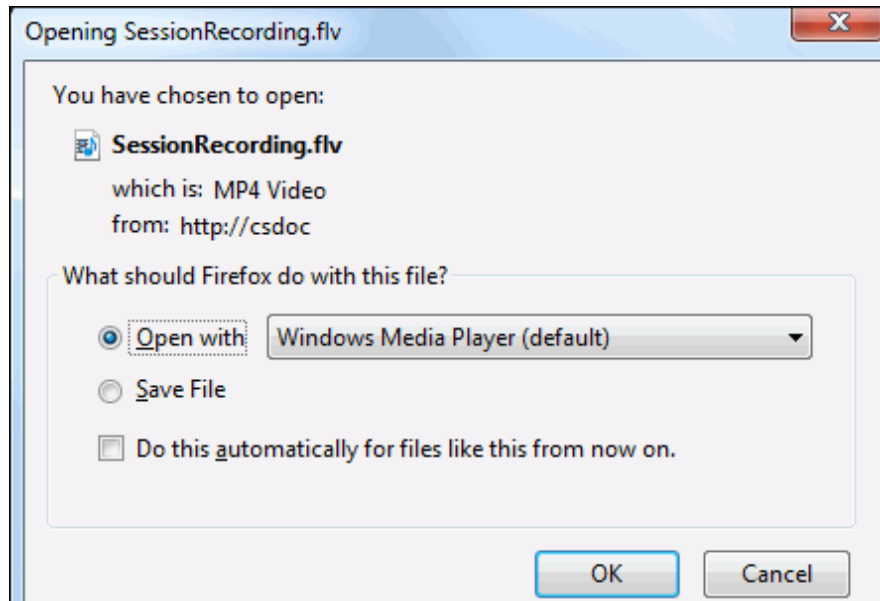 Opening SessionRecording.flv
You have chosen to open:
SessionRecording.flv
which is: MP4 Video
from: http://csdoc
What should Firefox do with this file?
Open with Windows Media Player (default)
Save File
Do this automatically for files like this from now on.
OK Cancel